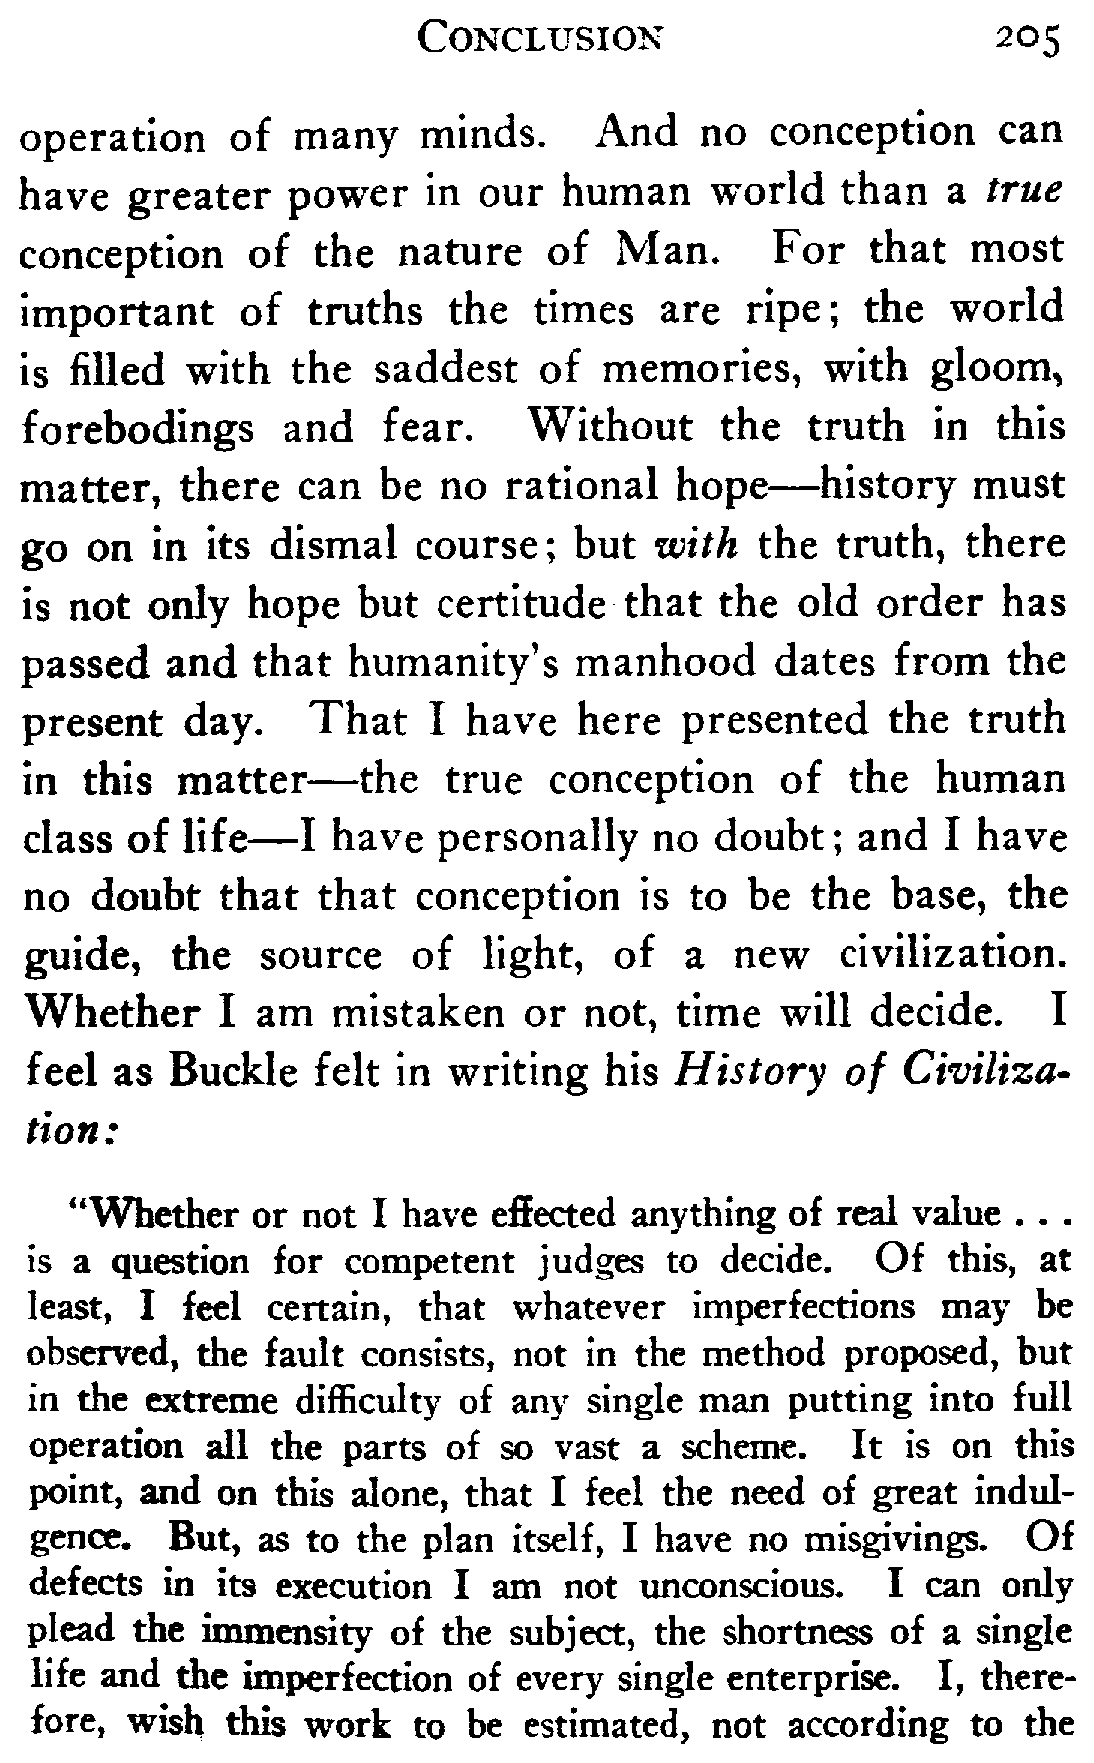 CONCLUSION 205
operation of many minds. And no conception can
have greater power in our human world than a true
conception of the nature of Man. For that most
important of truths the times are ripe; the world
is filled with the saddest of memories, with gloom,
forebodings and fear. Without the truth in this
matter, there can be no rational hope—history must
go on in its dismal course; but with the truth, there
is not only hope but certitude that the old order has
passed and that humanity's manhood dates from the
present day. That I have here presented the truth
in this matter—the true conception of the human
class of life—I have personally no doubt; and I have
no doubt that that conception is to be the base, the
guide, the source of light, of a new civilization.
Whether I am mistaken or not, time will decide. I
feel as Buckle felt in writing his History of Civiliza-
tion:
"Whether or not I have effected anything of real value . . .
is a question for competent judges to decide. Of this, at
least, I feel certain, that whatever imperfections may be
observed, the fault consists, not in the method proposed, but
in the extreme difficulty of any single man putting into full
operation all the parts of so vast a scheme. It is on this
point, and on this alone, that I feel the need of great indul-
gence. But, as to the plan itself, I have no misgivings. Of
defects in its execution I am not unconscious. I can only
plead the immensity of the subject, the shortness of a single
life and the imperfection of every single enterprise. I, there-
fore, wish this work to be estimated, not according to the